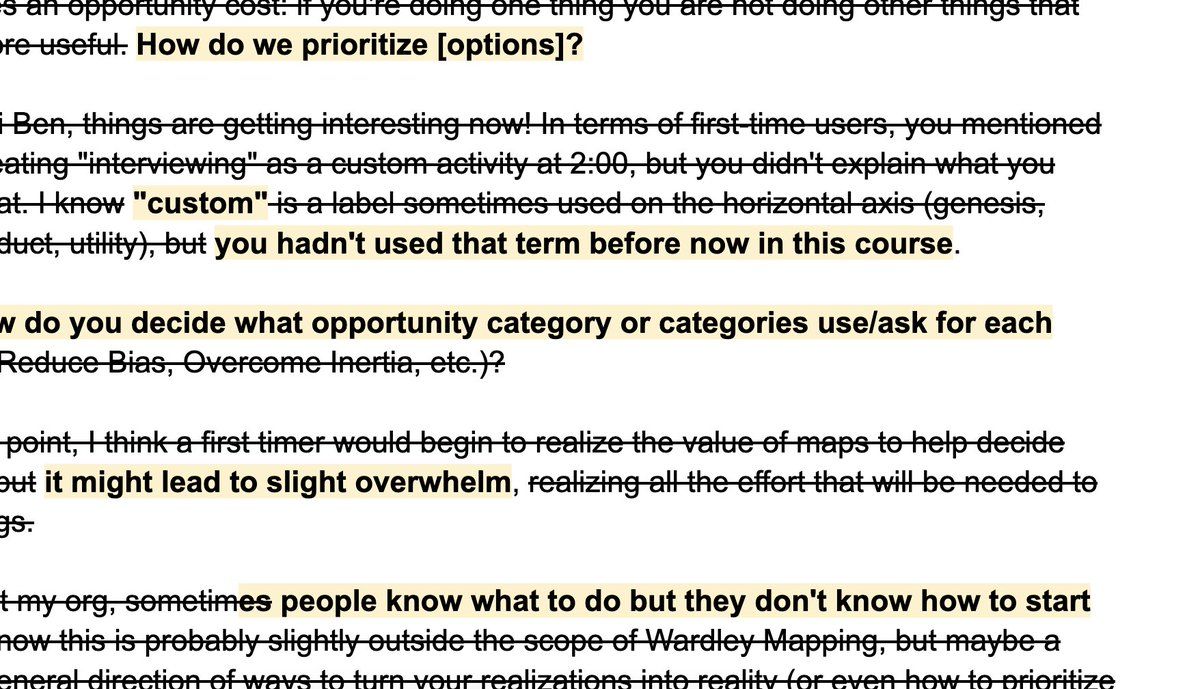 s an opportunity cost: if you're doing one thing you are not doing other things that
ore useful. How do we prioritize [options]?
i Ben, things are getting interesting now! In terms of first-time users, you mentioned
eating "interviewing" as a custom activity at 2:00, but you didn't explain what you
at. I know "custom" is a label sometimes used on the horizontal axis (genesis,
duct, utility), but you hadn't used that term before now in this course.
w do you decide what opportunity category or categories use/ask for each
Reduce Bias, Overcome Inertia, etc.)?
point, I think a first timer would begin to realize the value of maps to help decide
out it might lead to slight overwhelm, realizing all the effort that will be needed to
gs.
t my org, sometimes people know what to do but they don't know how to start
now this is probably slightly outside the scope of Wardley Mapping, but maybe a
eneral direction of ways to turn your realizations into reality (or even how to prioritize